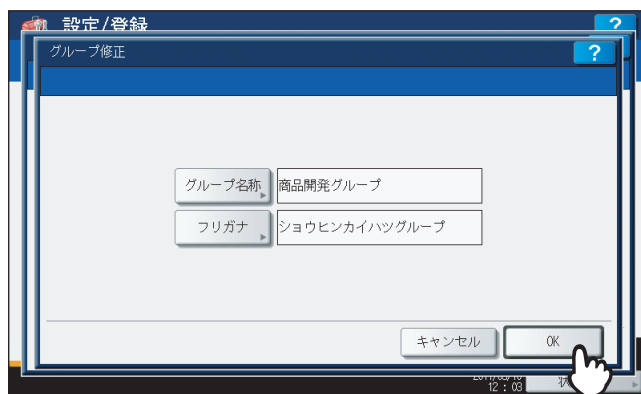 設定/登録
?
グループ修正
?
グループ名称
商品開発グループ
フリガナ
ショウヒンカイハツグループ
キャンセル
OK
12:03